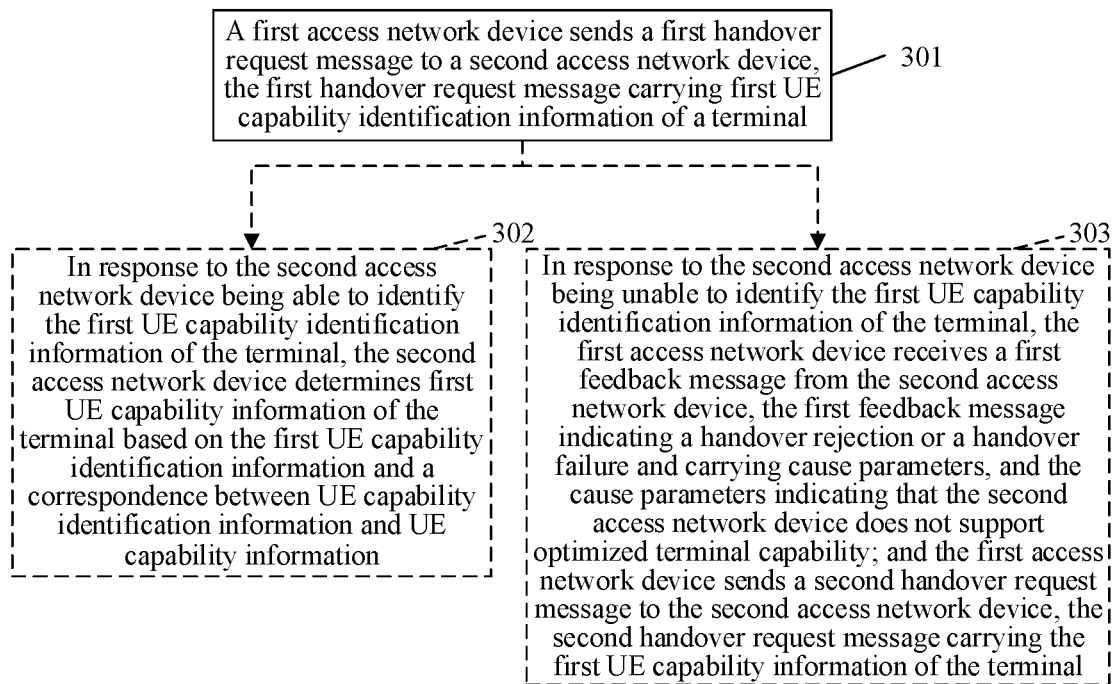 A first access network device sends a first handover
request message to a second access network device,
the first handover request message carrying first UE
capability identification information of a terminal
301
302
In response to the second access
network device being able to identify
the first UE capability identification
information of the terminal, the second
access network device determines first
UE capability information of the
terminal based on the first UE capability
identification information and a
correspondence between UE capability
identification information and UE
capability information
303
In response to the second access network device
being unable to identify the first UE capability
identification information of the terminal, the
first access network device receives a first
feedback message from the second access
network device, the first feedback message
indicating a handover rejection or a handover
failure and carrying cause parameters, and the
cause parameters indicating that the second
access network device does not support
optimized terminal capability; and the first access
network device sends a second handover request
message to the second access network device, the
second handover request message carrying the
first UE capability information of the terminal